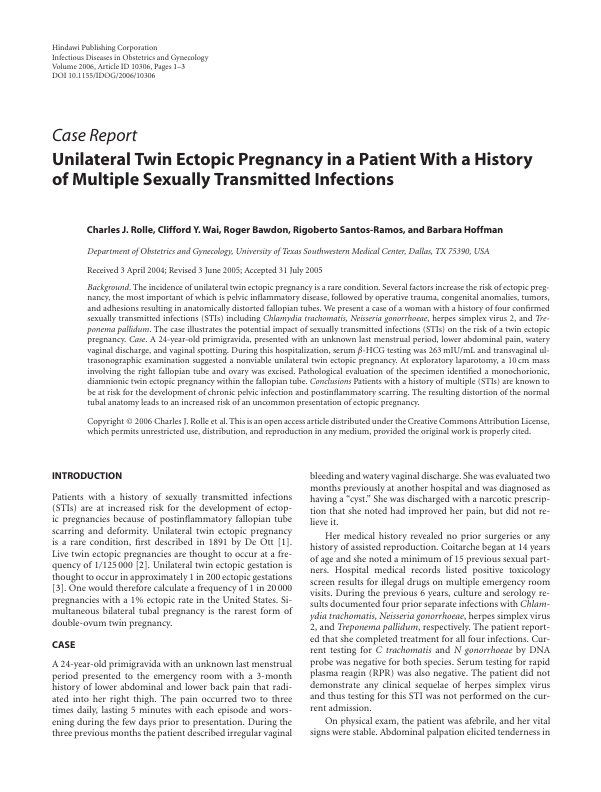 Hindawi Publishing Corporation
Infectious Diseases in Obstetrics and Gynecology
Volume 2006, Article ID 10306, Pages 1–3
DOI 10.1155/IDOG/2006/10306
Case Report
Unilateral Twin Ectopic Pregnancy in a Patient With a History
of Multiple Sexually Transmitted Infections
Charles J. Rolle, Clifford Y. Wai, Roger Bawdon, Rigoberto Santos-Ramos, and Barbara Hoffman
Department of Obstetrics and Gynecology, University of Texas Southwestern Medical Center, Dallas, TX 75390, USA
Received 3 April 2004; Revised 3 June 2005; Accepted 31 July 2005
Background. The incidence of unilateral twin ectopic pregnancy is a rare condition. Several factors increase the risk of ectopic preg-
nancy, the most important of which is pelvic inflammatory disease, followed by operative trauma, congenital anomalies, tumors,
and adhesions resulting in anatomically distorted fallopian tubes. We present a case of a woman with a history of four confirmed
sexually transmitted infections (STIs) including Chlamydia trachomatis, Neisseria gonorrhoeae, herpes simplex virus 2, and Tre-
ponema pallidum. The case illustrates the potential impact of sexually transmitted infections (STIs) on the risk of a twin ectopic
pregnancy. Case. A 24-year-old primigravida, presented with an unknown last menstrual period, lower abdominal pain, watery
vaginal discharge, and vaginal spotting. During this hospitalization, serum β-HCG testing was 263 mIU/mL and transvaginal ul-
trasonographic examination suggested a nonviable unilateral twin ectopic pregnancy. At exploratory laparotomy, a 10 cm mass
involving the right fallopian tube and ovary was excised. Pathological evaluation of the specimen identified a monochorionic,
diamnionic twin ectopic pregnancy within the fallopian tube. Conclusions Patients with a history of multiple (STIs) are known to
be at risk for the development of chronic pelvic infection and postinflammatory scarring. The resulting distortion of the normal
tubal anatomy leads to an increased risk of an uncommon presentation of ectopic pregnancy.
Copyright © 2006 Charles J. Rolle et al. This is an open access article distributed under the Creative Commons Attribution License,
which permits unrestricted use, distribution, and reproduction in any medium, provided the original work is properly cited.
INTRODUCTION
Patients with a history of sexually transmitted infections
(STIs) are at increased risk for the development of ectop-
ic pregnancies because of postinflammatory fallopian tube
scarring and deformity. Unilateral twin ectopic pregnancy
is a rare condition, first described in 1891 by De Ott [1].
Live twin ectopic pregnancies are thought to occur at a fre-
quency of 1/125 000 [2]. Unilateral twin ectopic gestation is
thought to occur in approximately 1 in 200 ectopic gestations
[3]. One would therefore calculate a frequency of 1 in 20 000
pregnancies with a 1% ectopic rate in the United States. Si-
multaneous bilateral tubal pregnancy is the rarest form of
double-ovum twin pregnancy.
CASE
A 24-year-old primigravida with an unknown last menstrual
period presented to the emergency room with a 3-month
history of lower abdominal and lower back pain that radi-
ated into her right thigh. The pain occurred two to three
times daily, lasting 5 minutes with each episode and wors-
ening during the few days prior to presentation. During the
three previous months the patient described irregular vaginal
bleeding and watery vaginal discharge. She was evaluated two
months previously at another hospital and was diagnosed as
having a “cyst.” She was discharged with a narcotic prescrip-
tion that she noted had improved her pain, but did not re-
lieve it.
Her medical history revealed no prior surgeries or any
history of assisted reproduction. Coitarche began at 14 years
of age and she noted a minimum of 15 previous sexual part-
ners. Hospital medical records listed positive toxicology
screen results for illegal drugs on multiple emergency room
visits. During the previous 6 years, culture and serology re-
sults documented four prior separate infections with Chlam-
ydia trachomatis, Neisseria gonorrhoeae, herpes simplex virus
2, and Treponema pallidum, respectively. The patient report-
ed that she completed treatment for all four infections. Cur-
rent testing for C trachomatis and N gonorrhoeae by DNA
probe was negative for both species. Serum testing for rapid
plasma reagin (RPR) was also negative. The patient did not
demonstrate any clinical sequelae of herpes simplex virus
and thus testing for this STI was not performed on the cur-
rent admission.
On physical exam, the patient was afebrile, and her vital
signs were stable. Abdominal palpation elicited tenderness in